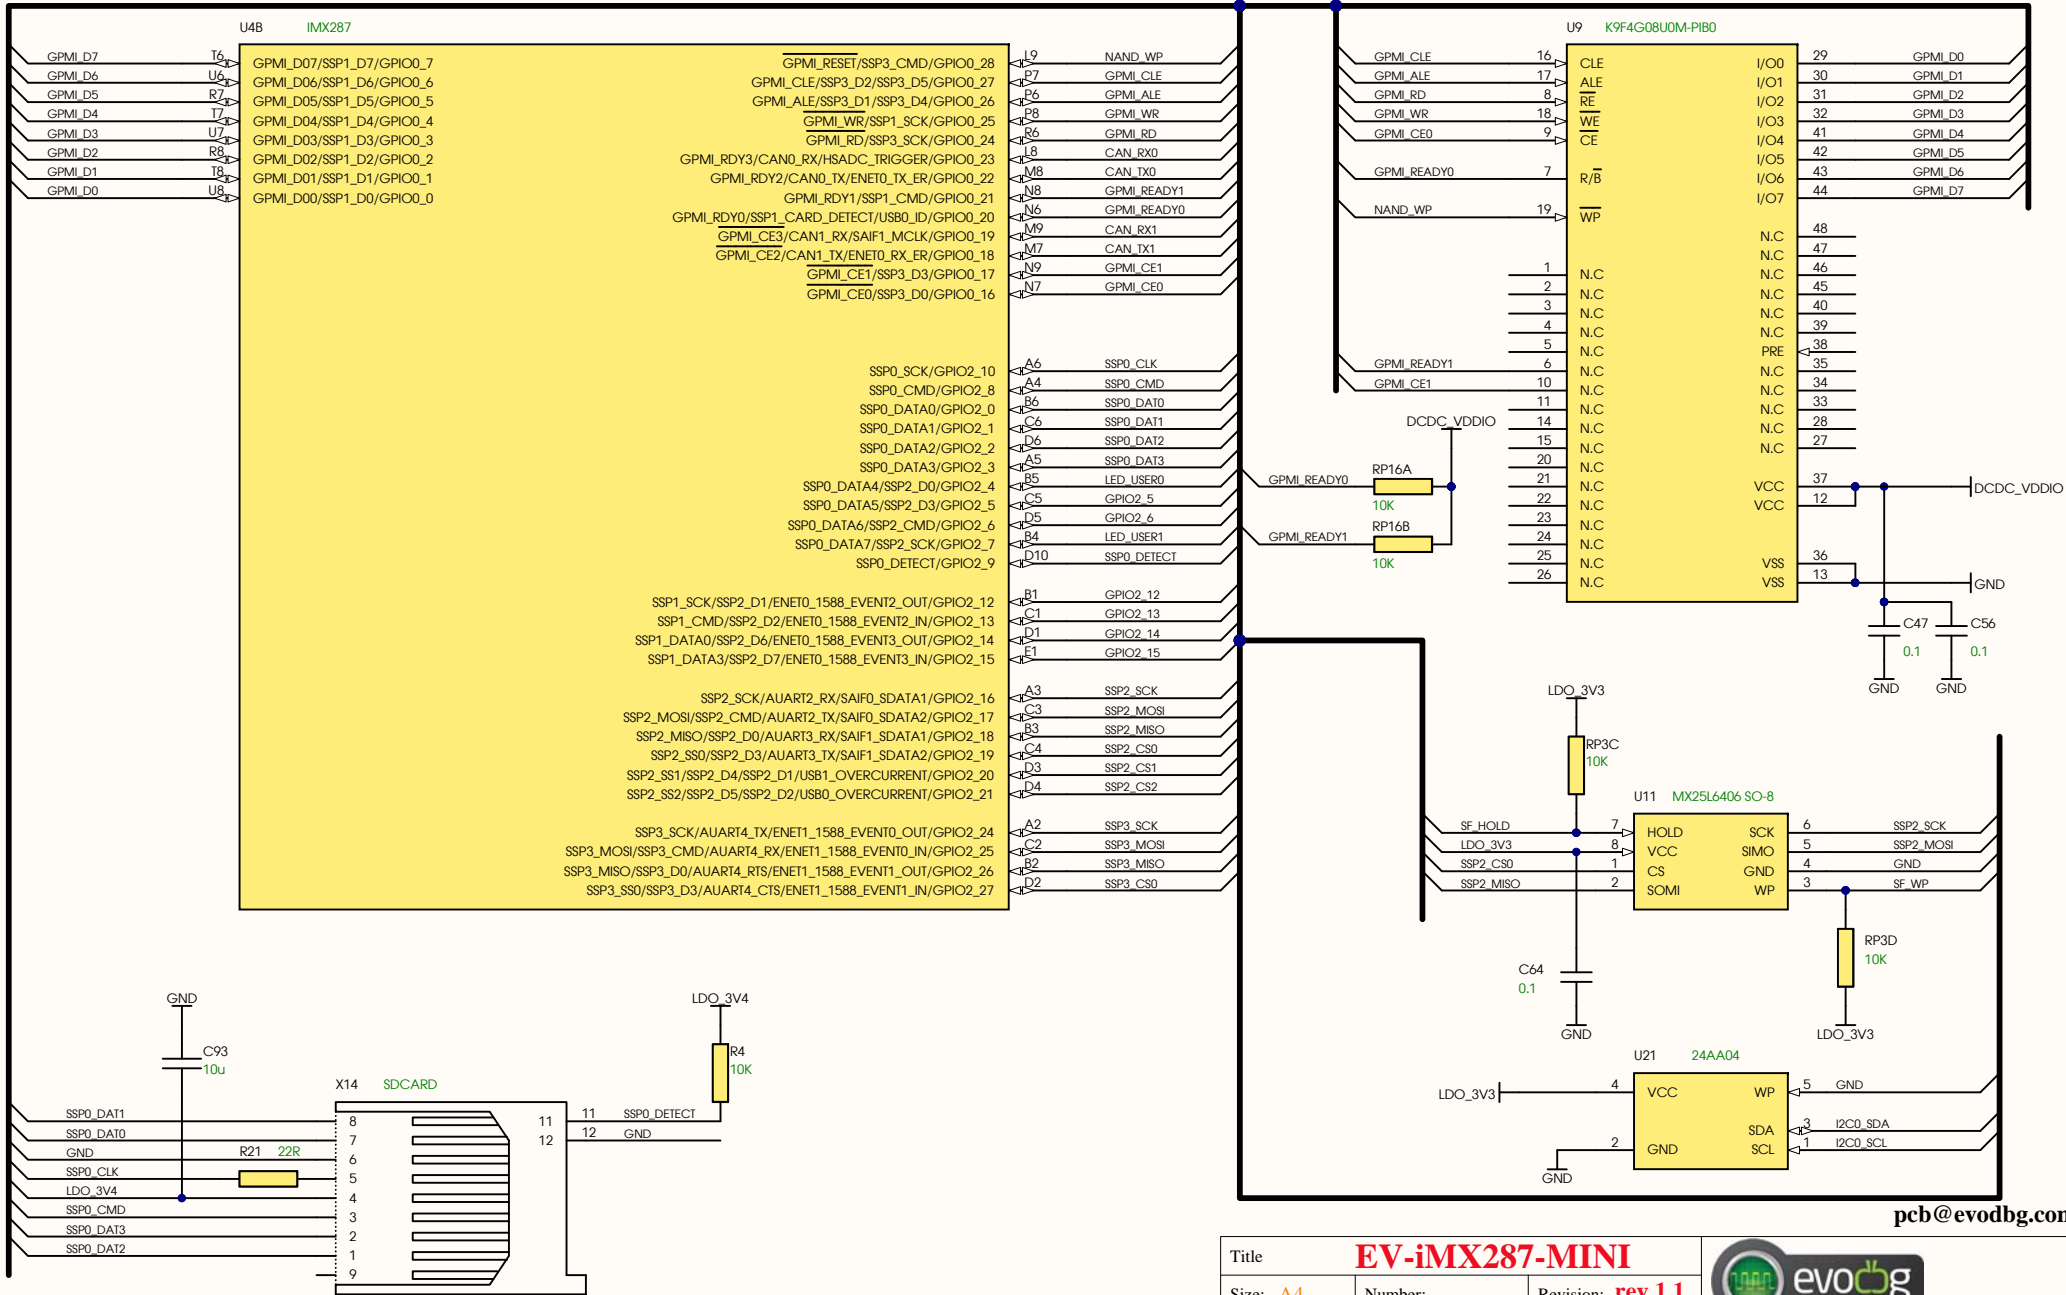 U4B IMX287
GPMI_D7 T6 GPMI_D07/SSP1_D7/GPIO0_7
GPMI_D6 U6 GPMI_D06/SSP1_D6/GPIO0_6
GPMI_D5 R7 GPMI_D05/SSP1_D5/GPIO0_5
GPMI_D4 T7 GPMI_D04/SSP1_D4/GPIO0_4
GPMI_D3 U7 GPMI_D03/SSP1_D3/GPIO0_3
GPMI_D2 R8 GPMI_D02/SSP1_D2/GPIO0_2
GPMI_D1 T8 GPMI_D01/SSP1_D1/GPIO0_1
GPMI_D0 U8 GPMI_D00/SSP1_D0/GPIO0_0
GPMI_RESET/SSP3_CMD/GPIO0_28 L9 NAND_WP
GPMI_CLE/SSP3_D2/SSP3_D5/GPIO0_27 P7 GPMI_CLE
GPMI_ALE/SSP3_D1/SSP3_D4/GPIO0_26 P6 GPMI_ALE
GPMI_WR/SSP1_SCK/GPIO0_25 P8 GPMI_WR
GPMI_RD/SSP3_SCK/GPIO0_24 R6 GPMI_RD
GPMI_RDY3/CAN0_RX/HSADC_TRIGGER/GPIO0_23 L8 CAN_RX0
GPMI_RDY2/CAN0_TX/ENET0_TX_ER/GPIO0_22 M8 CAN_TX0
GPMI_RDY1/SSP1_CMD/GPIO0_21 N8 GPMI_READY1
GPMI_RDY0/SSP1_CARD_DETECT/USB0_ID/GPIO0_20 N6 GPMI_READY0
GPMI_CE3/CAN1_RX/SAIF1_MCLK/GPIO0_19 M9 CAN_RX1
GPMI_CE2/CAN1_TX/ENET0_RX_ER/GPIO0_18 M7 CAN_TX1
GPMI_CE1/SSP3_D3/GPIO0_17 N9 GPMI_CE1
GPMI_CE0/SSP3_D0/GPIO0_16 N7 GPMI_CE0
SSP0_SCK/GPIO2_10 A6 SSP0_CLK
SSP0_CMD/GPIO2_8 A4 SSP0_CMD
SSP0_DATA0/GPIO2_0 B6 SSP0_DAT0
SSP0_DATA1/GPIO2_1 C6 SSP0_DAT1
SSP0_DATA2/GPIO2_2 D6 SSP0_DAT2
SSP0_DATA3/GPIO2_3 A5 SSP0_DAT3
SSP0_DATA4/SSP2_D0/GPIO2_4 B5 LED_USER0
SSP0_DATA5/SSP2_D3/GPIO2_5 C5 GPIO2_5
SSP0_DATA6/SSP2_CMD/GPIO2_6 D5 GPIO2_6
SSP0_DATA7/SSP2_SCK/GPIO2_7 B4 LED_USER1
SSP0_DETECT/GPIO2_9 D10 SSP0_DETECT
SSP1_SCK/SSP2_D1/ENET0_1588_EVENT2_OUT/GPIO2_12 B1 GPIO2_12
SSP1_CMD/SSP2_D2/ENET0_1588_EVENT2_IN/GPIO2_13 C1 GPIO2_13
SSP1_DATA0/SSP2_D6/ENET0_1588_EVENT3_OUT/GPIO2_14 D1 GPIO2_14
SSP1_DATA3/SSP2_D7/ENET0_1588_EVENT3_IN/GPIO2_15 E1 GPIO2_15
SSP2_SCK/AUART2_RX/SAIF0_SDATA1/GPIO2_16 A3 SSP2_SCK
SSP2_MOSI/SSP2_CMD/AUART2_TX/SAIF0_SDATA2/GPIO2_17 C3 SSP2_MOSI
SSP2_MISO/SSP2_D0/AUART3_RX/SAIF1_SDATA1/GPIO2_18 B3 SSP2_MISO
SSP2_SS0/SSP2_D3/AUART3_TX/SAIF1_SDATA2/GPIO2_19 C4 SSP2_CS0
SSP2_SS1/SSP2_D4/SSP2_D1/USB1_OVERCURRENT/GPIO2_20 D3 SSP2_CS1
SSP2_SS2/SSP2_D5/SSP2_D2/USB0_OVERCURRENT/GPIO2_21 D4 SSP2_CS2
SSP3_SCK/AUART4_TX/ENET1_1588_EVENT0_OUT/GPIO2_24 A2 SSP3_SCK
SSP3_MOSI/SSP3_CMD/AUART4_RX/ENET1_1588_EVENT0_IN/GPIO2_25 C2 SSP3_MOSI
SSP3_MISO/SSP3_D0/AUART4_RTS/ENET1_1588_EVENT1_OUT/GPIO2_26 B2 SSP3_MISO
SSP3_SS0/SSP3_D3/AUART4_CTS/ENET1_1588_EVENT1_IN/GPIO2_27 D2 SSP3_CS0
U9 K9F4G08U0M-PIB0
GPMI_CLE 16 CLE I/O0 29 GPMI_D0
GPMI_ALE 17 ALE I/O1 30 GPMI_D1
GPMI_RD 8 RE I/O2 31 GPMI_D2
GPMI_WR 18 WE I/O3 32 GPMI_D3
GPMI_CE0 9 CE I/O4 41 GPMI_D4
I/O5 42 GPMI_D5
GPMI_READY0 7 R/B I/O6 43 GPMI_D6
I/O7 44 GPMI_D7
NAND_WP 19 WP
N.C 48
N.C 47
1 N.C N.C 46
2 N.C N.C 45
3 N.C N.C 40
4 N.C N.C 39
5 N.C PRE 38
GPMI_READY1 6 N.C N.C 35
GPMI_CE1 10 N.C N.C 34
11 N.C N.C 33
14 N.C N.C 28
15 N.C N.C 27
20 N.C
21 N.C VCC 37 DCDC_VDDIO
22 N.C VCC 12
23 N.C
24 N.C
25 N.C VSS 36
26 N.C VSS 13 GND
DCDC_VDDIO
GPMI_READY0 RP16A
10K
GPMI_READY1 RP16B
10K
C47 C56
0.1 0.1
GND GND
LDO_3V3
RP3C
10K
U11 MX25L6406 SO-8
SF_HOLD 7 HOLD SCK 6 SSP2_SCK
LDO_3V3 8 VCC SIMO 5 SSP2_MOSI
SSP2_CS0 1 CS GND 4 GND
SSP2_MISO 2 SOMI WP 3 SF_WP
RP3D
10K
LDO_3V3
C64
0.1
GND
U21 24AA04
LDO_3V3 4 VCC WP 5 GND
SDA 3 I2C0_SDA
GND 2 GND SCL 1 I2C0_SCL
GND
C93
10u
LDO_3V4
R4
10K
X14 SDCARD
SSP0_DAT1 8 11 11 SSP0_DETECT
SSP0_DAT0 7 12 12 GND
GND 6
SSP0_CLK R21 22R 5
LDO_3V4 4
SSP0_CMD 3
SSP0_DAT3 2
SSP0_DAT2 1
9
pcb@evodbg.com
Title EV-iMX287-MINI
Size: A4 Number: Revision: rev 1.1
evodbg